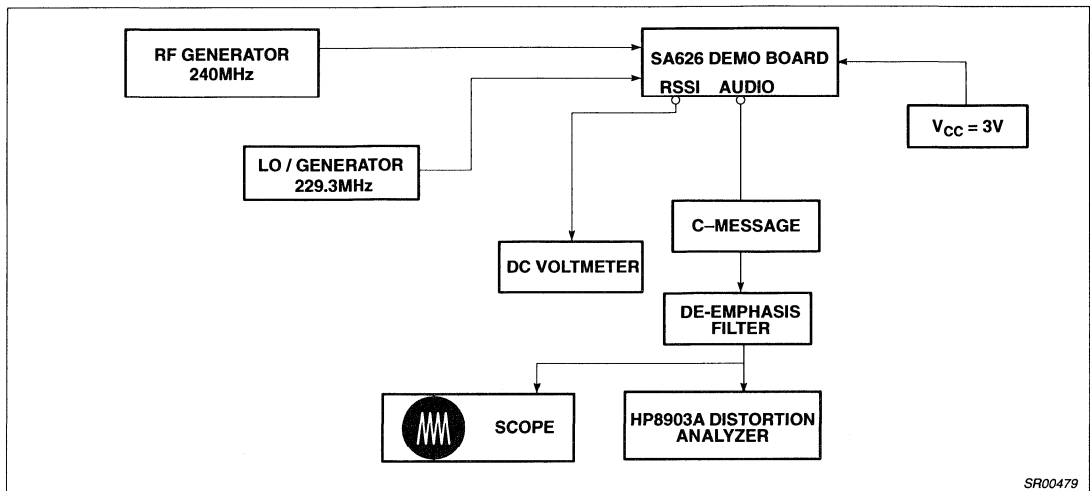 RF GENERATOR
240MHz
SA626 DEMO BOARD
RSSI AUDIO
VCC = 3V
LO / GENERATOR
229.3MHz
C–MESSAGE
DC VOLTMETER
DE-EMPHASIS
FILTER
SCOPE
HP8903A DISTORTION
ANALYZER
SR00479